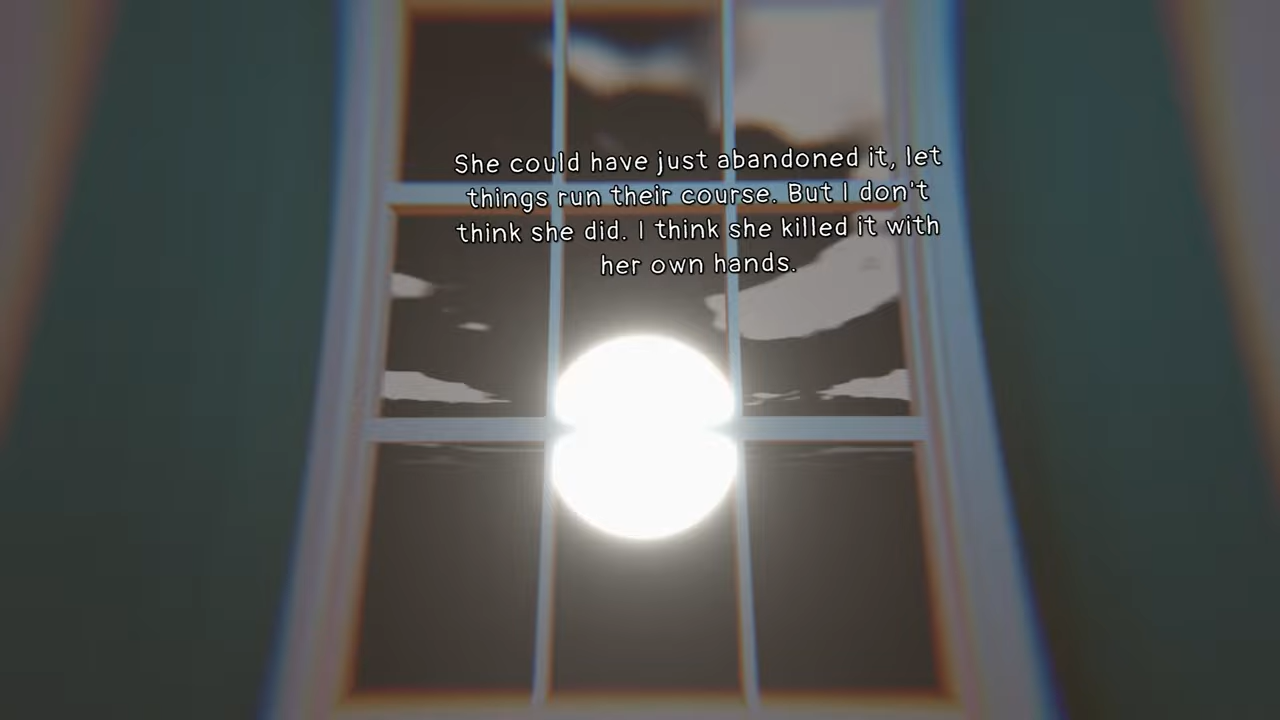 She could have just abandoned it, let
things run their course. But I don't
think she did. I think she killed it with
her own hands.